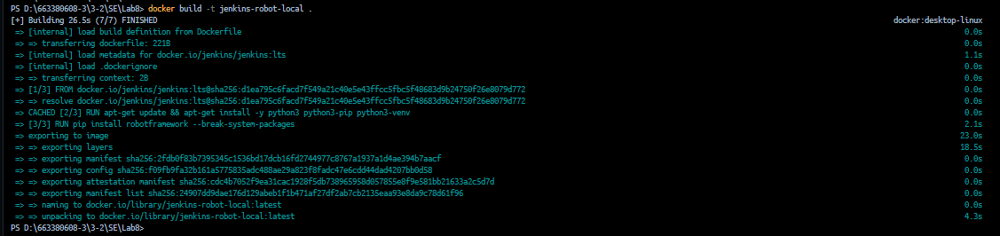 PS D:\663380608-3\3-2\SE\Lab8> docker build -t jenkins-robot-local .
[+] Building 26.5s (7/7) FINISHED docker:desktop-linux
=> [internal] load build definition from Dockerfile 0.0s
=> => transferring dockerfile: 221B 0.0s
=> [internal] load metadata for docker.io/jenkins/jenkins:lts 1.1s
=> [internal] load .dockerignore 0.0s
=> => transferring context: 2B 0.0s
=> [1/3] FROM docker.io/jenkins/jenkins:lts@sha256:d1ea795c6facd7f549a21c40e5e43ffcc5fbc5f48683d9b24750f26e8079d772 0.0s
=> => resolve docker.io/jenkins/jenkins:lts@sha256:d1ea795c6facd7f549a21c40e5e43ffcc5fbc5f48683d9b24750f26e8079d772 0.0s
=> CACHED [2/3] RUN apt-get update && apt-get install -y python3 python3-pip python3-venv 0.0s
=> [3/3] RUN pip install robotframework --break-system-packages 2.1s
=> exporting to image 23.0s
=> => exporting layers 18.5s
=> => exporting manifest sha256:2fdb0f83b7395345c1536bd17dcb16fd2744977c8767a1937a1d4ae394b7aacf 0.0s
=> => exporting config sha256:f09fb9fa32b161a5775835adc488ae29a823f8fadc47e6cdd44dad4207bb0d58 0.0s
=> => exporting attestation manifest sha256:cdc4b7052f9ea31cac1928f5db738965958d057855e8f9e581bb21633a2c5d7d 0.0s
=> => exporting manifest list sha256:24907dd9dae176d129abeb1f1b471af27df2ab7cb2135eaa93e8da9c78d61f96 0.0s
=> => naming to docker.io/library/jenkins-robot-local:latest 0.0s
=> => unpacking to docker.io/library/jenkins-robot-local:latest 4.3s
PS D:\663380608-3\3-2\SE\Lab8>